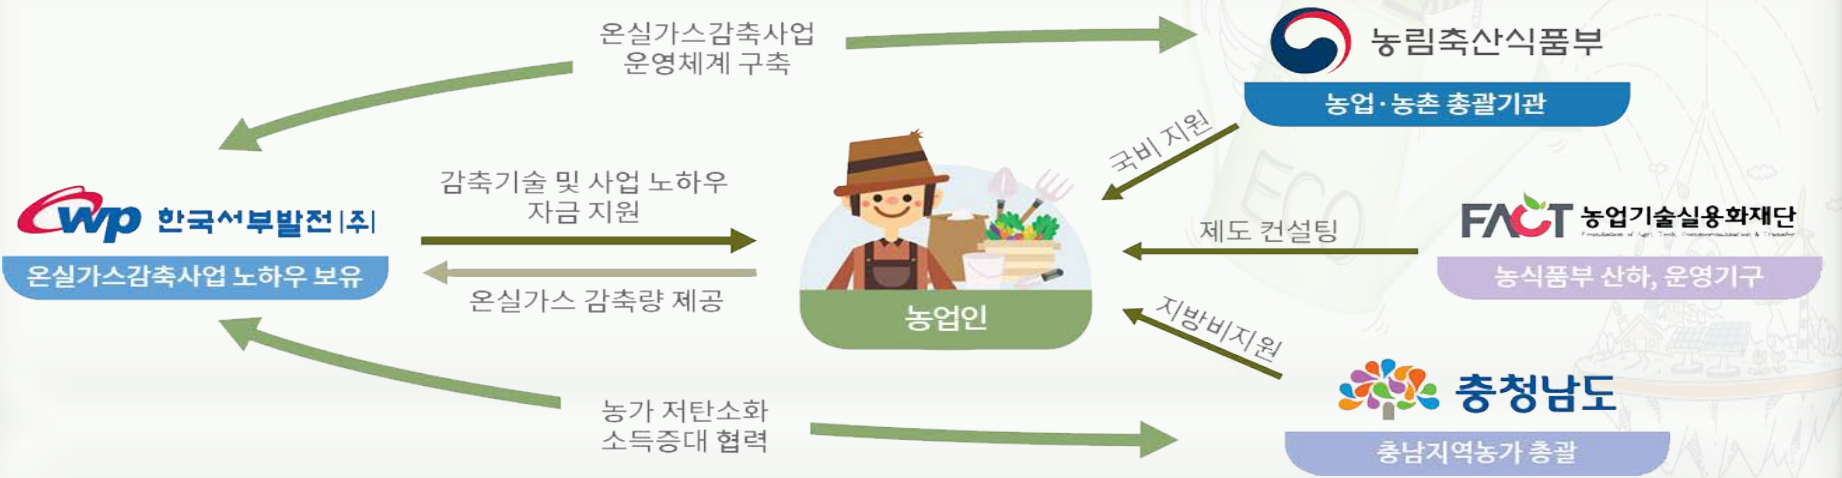 온실가스감축사업
운영체계 구축
농림축산식품부
농업·농촌 총괄기관
국비 지원
감축기술 및 사업 노하우
자금 지원
wp 한국서부발전|주|
온실가스감축사업 노하우 보유
온실가스 감축량 제공
농업인
제도 컨설팅
FACT 농업기술실용화재단
농식품부 산하, 운영기구
지방비지원
농가 저탄소화
소득증대 협력
충청남도
충남지역농가 총괄
ECO